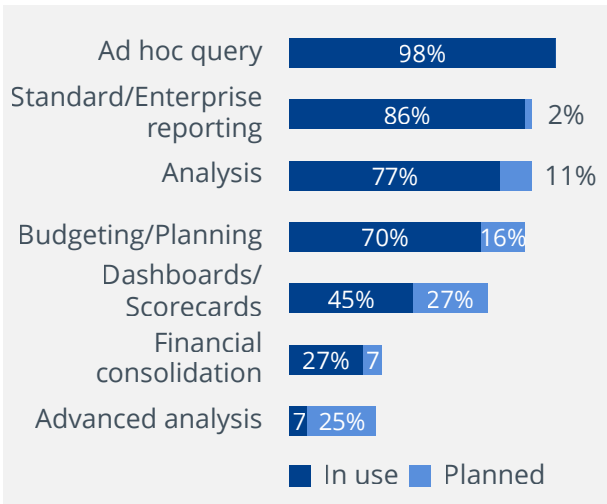 Ad hoc query 98%
Standard/Enterprise
reporting 86% 2%
Analysis 77% 11%
Budgeting/Planning 70% 16%
Dashboards/
Scorecards 45% 27%
Financial
consolidation 27% 7
Advanced analysis 7 25%
In use Planned